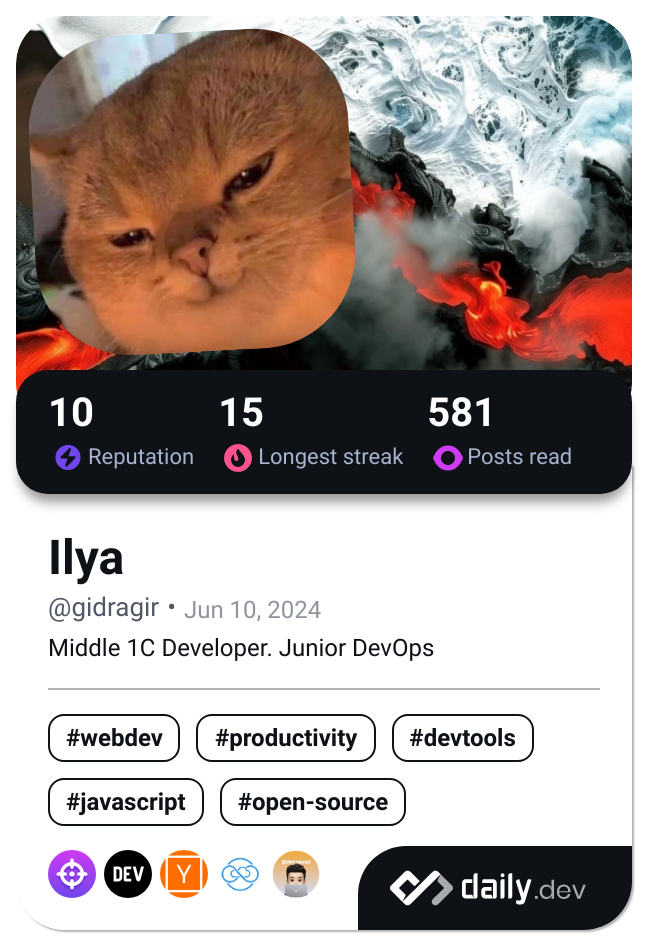 10 15 581
Reputation Longest streak Posts read
Ilya
@gidragir • Jun 10, 2024
Middle 1C Developer. Junior DevOps
#webdev #productivity #devtools
#javascript #open-source
DEV Y
daily.dev